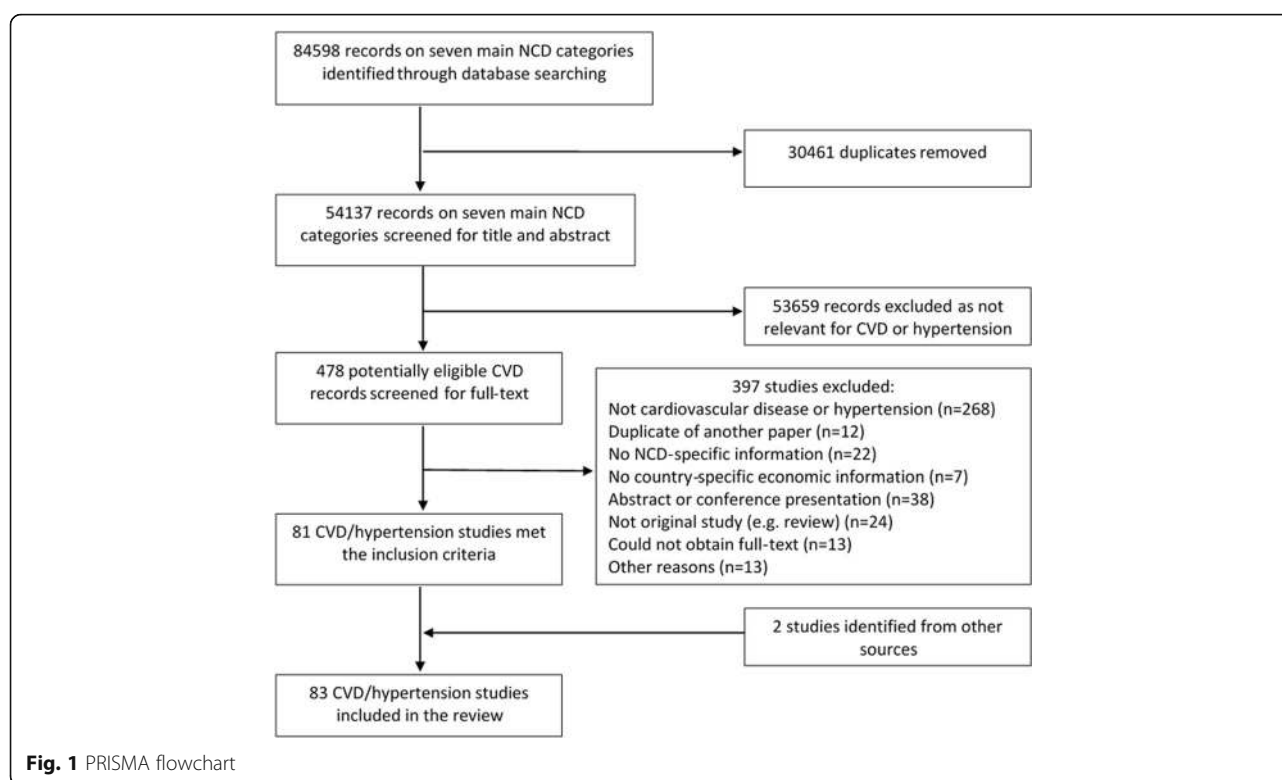 84598 records on seven main NCD categories
identified through database searching
30461 duplicates removed
54137 records on seven main NCD
categories screened for title and abstract
53659 records excluded as not
relevant for CVD or hypertension
478 potentially eligible CVD
records screened for full-text
397 studies excluded:
Not cardiovascular disease or hypertension (n=268)
Duplicate of another paper (n=12)
No NCD-specific information (n=22)
No country-specific economic information (n=7)
Abstract or conference presentation (n=38)
Not original study (e.g. review) (n=24)
Could not obtain full-text (n=13)
Other reasons (n=13)
81 CVD/hypertension studies met
the inclusion criteria
2 studies identified from other
sources
83 CVD/hypertension studies
included in the review
Fig. 1 PRISMA flowchart